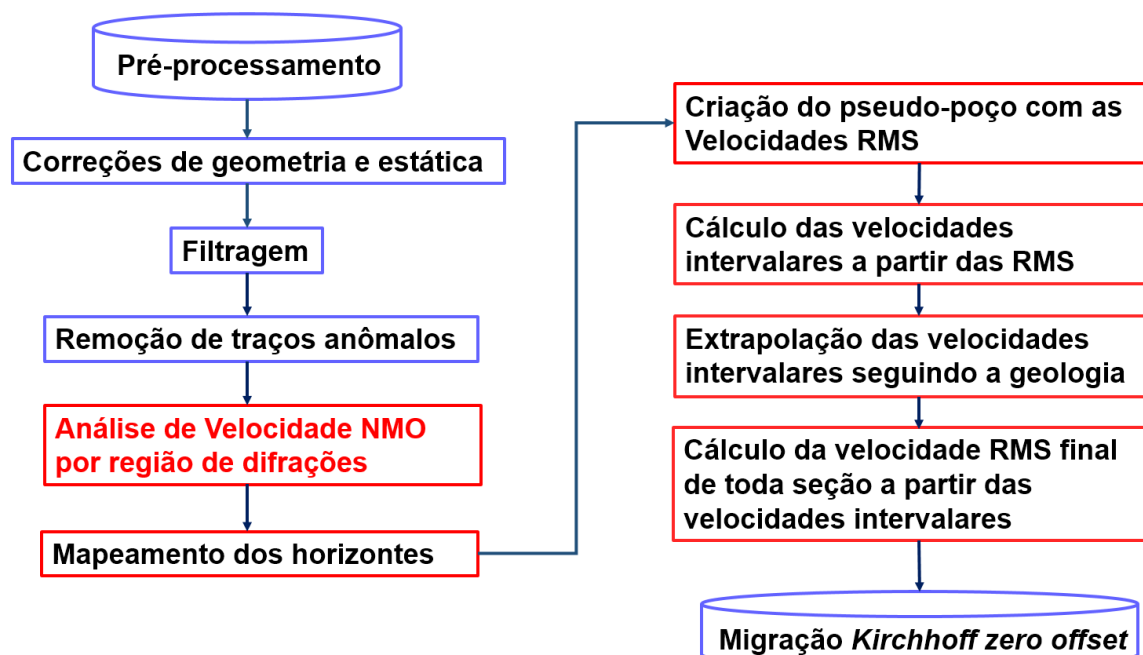 Pré-processamento
Correções de geometria e estática
Filtragem
Remoção de traços anômalos
Análise de Velocidade NMO
por região de difrações
Mapeamento dos horizontes
Criação do pseudo-poço com as
Velocidades RMS
Cálculo das velocidades
intervalares a partir das RMS
Extrapolação das velocidades
intervalares seguindo a geologia
Cálculo da velocidade RMS final
de toda seção a partir das
velocidades intervalares
Migração Kirchhoff zero offset